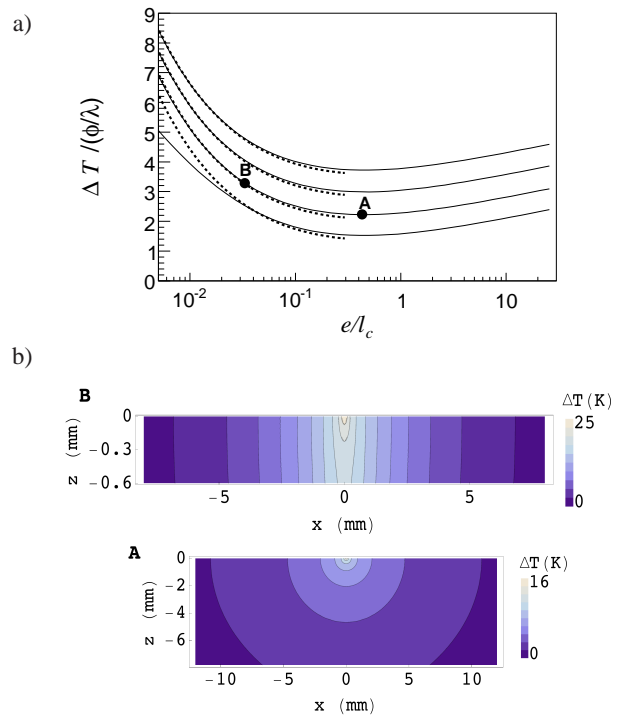 a)
Δ T /(ϕ/λ)
9
8
7
6
5
4
3
2
1
0
B
A
10⁻² 10⁻¹ 1 10
e/l_c
b)
B
ΔT(K)
25
0
z (mm)
0
−0.3
−0.6
−5 0 5
x (mm)
A
ΔT(K)
16
0
z (mm)
0
−2
−4
−6
−10 −5 0 5 10
x (mm)